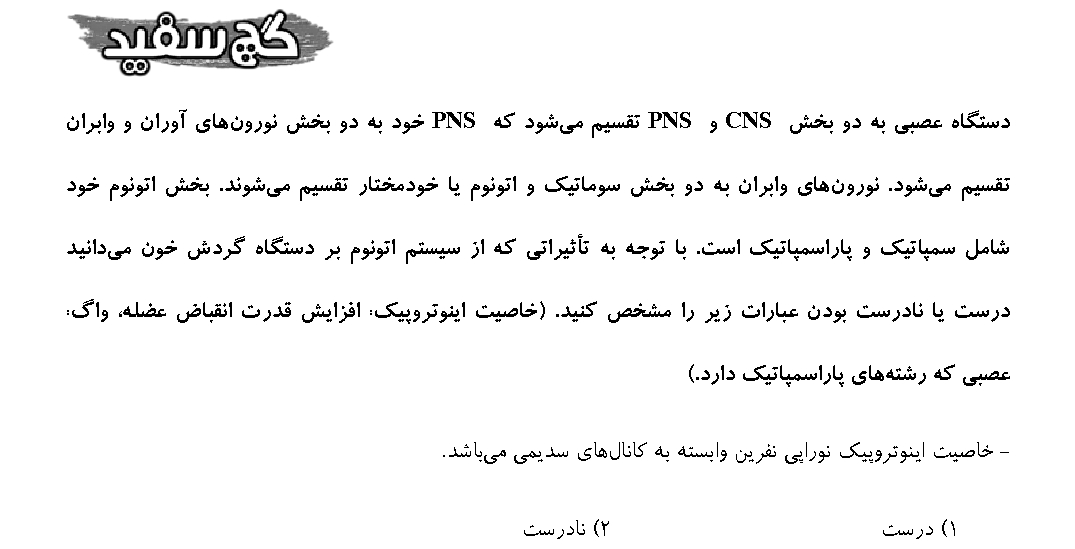 گچ سفید
دستگاه عصبی به دو بخش CNS و PNS تقسیم می‌شود که PNS خود به دو بخش نورون‌های آوران و وابران
تقسیم می‌شود. نورون‌های وابران به دو بخش سوماتیک و اتونوم یا خودمختار تقسیم می‌شوند. بخش اتونوم خود
شامل سمپاتیک و پاراسمپاتیک است. با توجه به تأثیراتی که از سیستم اتونوم بر دستگاه گردش خون می‌دانید
درست یا نادرست بودن عبارات زیر را مشخص کنید. (خاصیت اینوتروپیک: افزایش قدرت انقباض عضله، واگ:
عصبی که رشته‌های پاراسمپاتیک دارد.)
- خاصیت اینوتروپیک نوراپی نفرین وابسته به کانال‌های سدیمی می‌باشد.
۱) درست ۲) نادرست